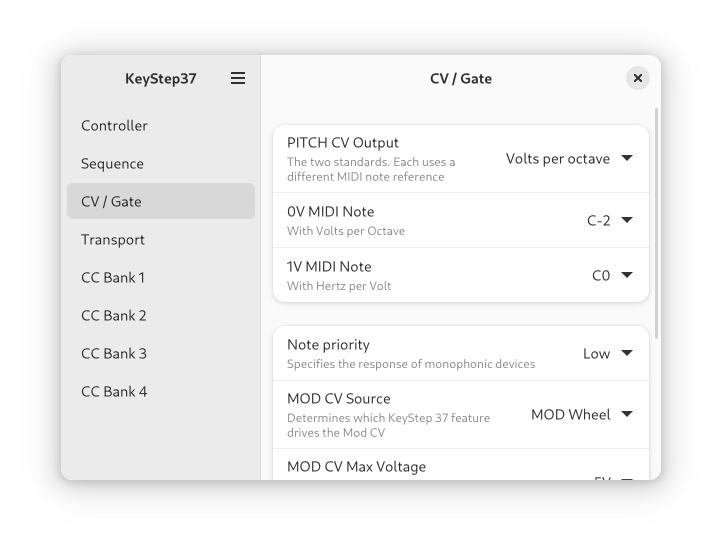 KeyStep37
CV / Gate
Controller
Sequence
CV / Gate
Transport
CC Bank 1
CC Bank 2
CC Bank 3
CC Bank 4
PITCH CV Output
The two standards. Each uses a
different MIDI note reference
Volts per octave
0V MIDI Note
With Volts per Octave
C-2
1V MIDI Note
With Hertz per Volt
C0
Note priority
Specifies the response of monophonic devices
Low
MOD CV Source
Determines which KeyStep 37 feature
drives the Mod CV
MOD Wheel
MOD CV Max Voltage